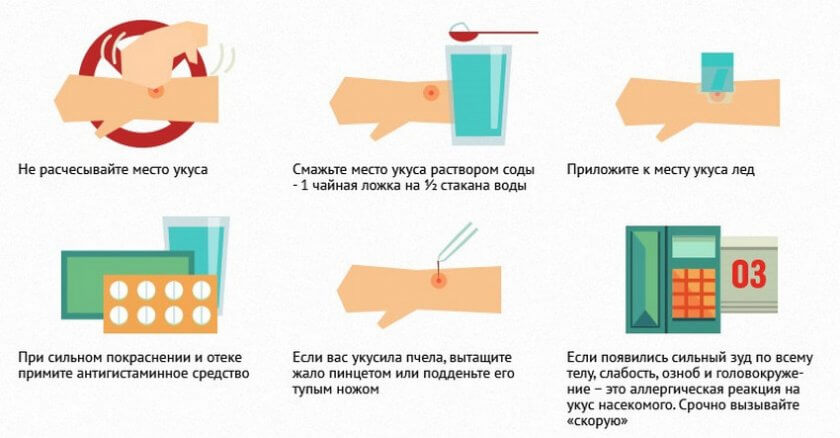 Не расчесывайте место укуса
Смажьте место укуса раствором соды
- 1 чайная ложка на ½ стакана воды
Приложите к месту укуса лед
03
При сильном покраснении и отеке
примите антигистаминное средство
Если вас укусила пчела, вытащите
жало пинцетом или подденьте его
тупым ножом
Если появились сильный зуд по всему
телу, слабость, озноб и головокруже-
ние – это аллергическая реакция на
укус насекомого. Срочно вызывайте
«скорую»